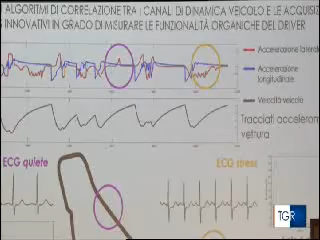 ALGORITMI DI CORRELAZIONE TRA I CANALI DI DINAMICA VEICOLO E LE ACQUISIZ
INNOVATIVI IN GRADO DI MISURARE LE FUNZIONALITÀ ORGANICHE DEL DRIVER
Accelerazione laterale
Accelerazione
longitudinale
Velocità veicolo
Tracciati accelerom
vettura
ECG quiete
ECG stress
TGR